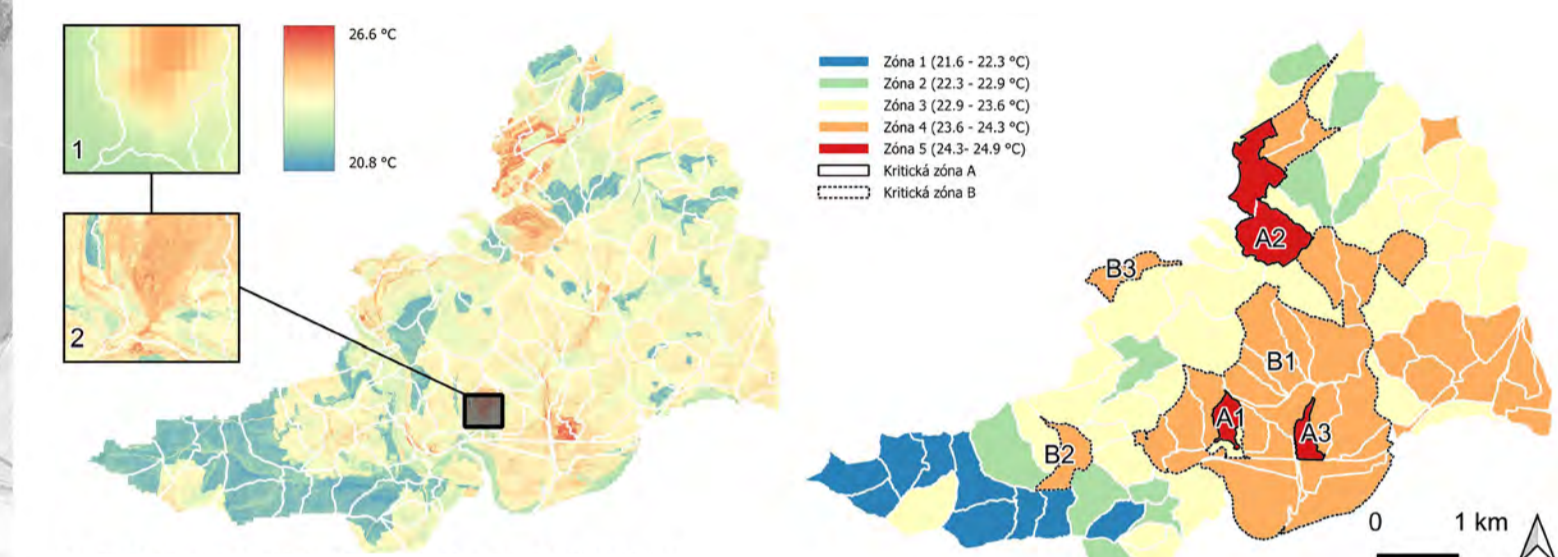 1
2
26.6 °C
20.8 °C
Zóna 1 (21.6 - 22.3 °C)
Zóna 2 (22.3 - 22.9 °C)
Zóna 3 (22.9 - 23.6 °C)
Zóna 4 (23.6 - 24.3 °C)
Zóna 5 (24.3- 24.9 °C)
Kritická zóna A
Kritická zóna B
A2
B3
B1
A1
A3
B2
0 1 km